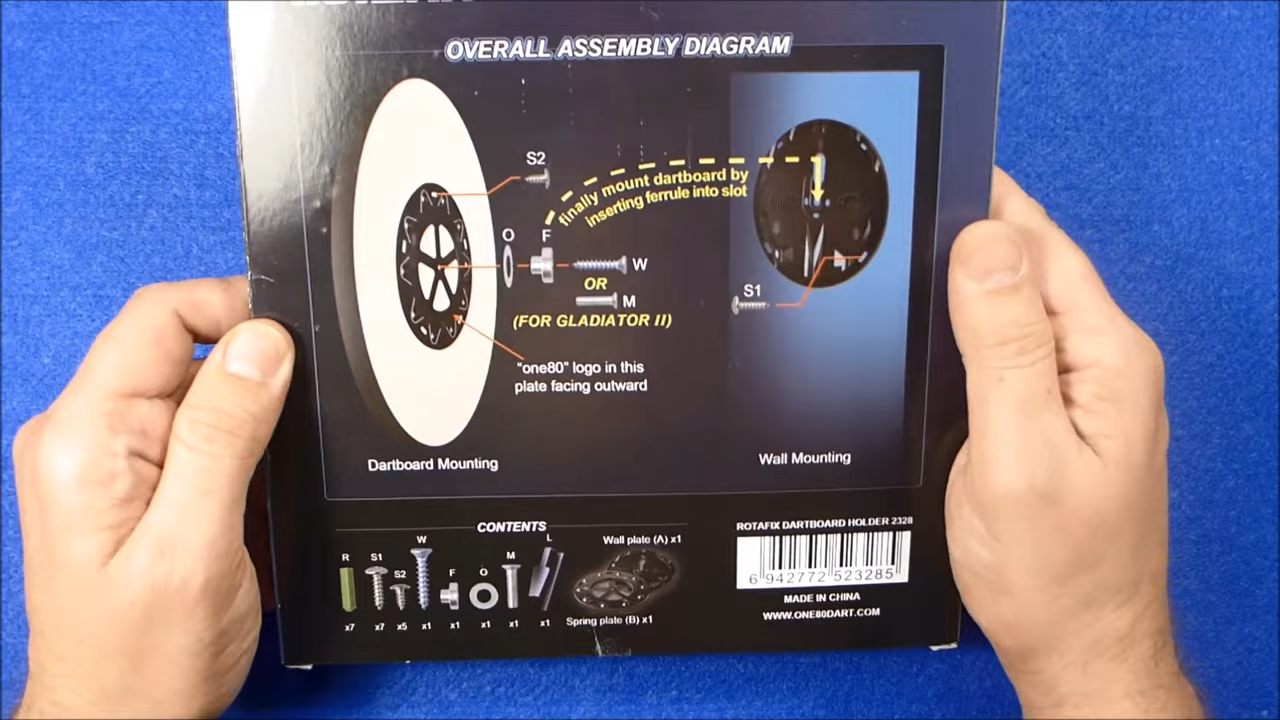 OVERALL ASSEMBLY DIAGRAM
S2
finally mount dartboard by
inserting ferrule into slot
O
F
W
OR
M
(FOR GLADIATOR II)
S1
"one80" logo in this
plate facing outward
Dartboard Mounting
Wall Mounting
CONTENTS
R
S1
S2
W
F
O
M
L
x7
x7
x5
x1
x1
x1
x1
x1
Wall plate (A) x1
Spring plate (B) x1
ROTAFIX DARTBOARD HOLDER 2328
6 942772 523285
MADE IN CHINA
WWW.ONE80DART.COM